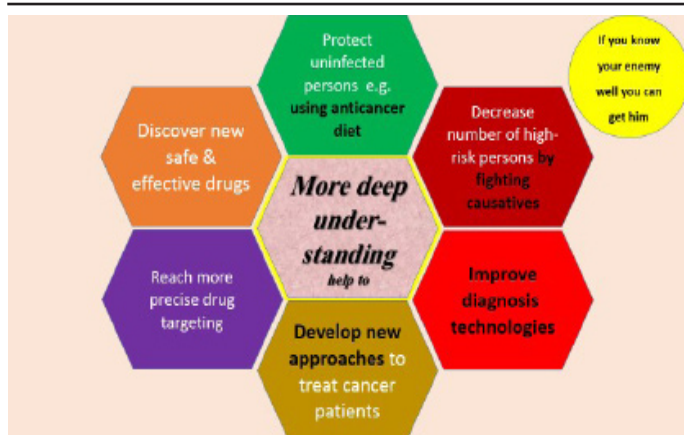 Protect
uninfected
persons e.g.
using anticancer
diet
If you know
your enemy
well you can
get him
Discover new
safe &
effective drugs
Decrease
number of high-
risk persons by
fighting
causatives
More deep
under-
standing
help to
Reach more
precise drug
targeting
Improve
diagnosis
technologies
Develop new
approaches to
treat cancer
patients